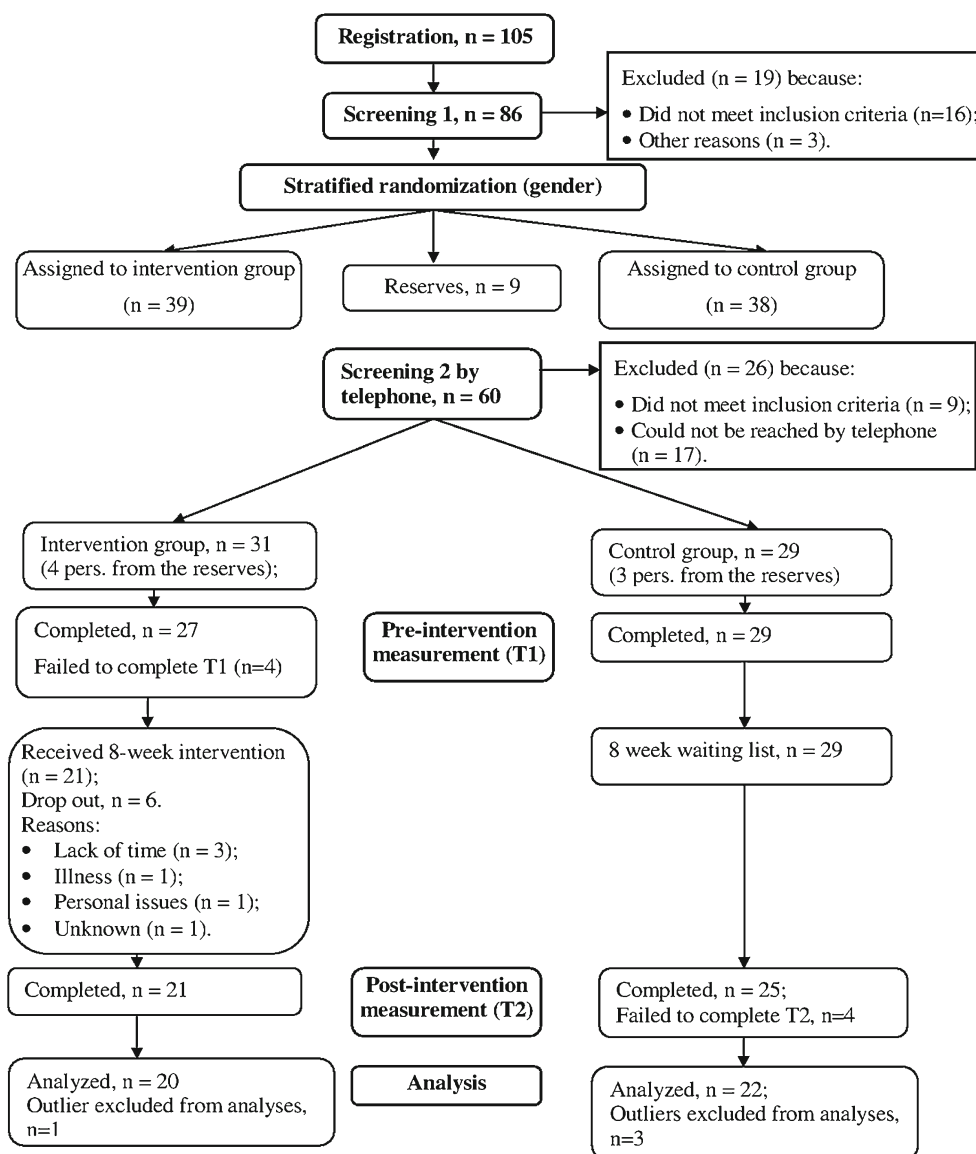 Registration, n = 105
Excluded (n = 19) because:
• Did not meet inclusion criteria (n=16);
• Other reasons (n = 3).
Screening 1, n = 86
Stratified randomization (gender)
Assigned to intervention group
(n = 39)
Reserves, n = 9
Assigned to control group
(n = 38)
Screening 2 by
telephone, n = 60
Excluded (n = 26) because:
• Did not meet inclusion criteria (n = 9);
• Could not be reached by telephone
(n = 17).
Intervention group, n = 31
(4 pers. from the reserves);
Control group, n = 29
(3 pers. from the reserves)
Completed, n = 27
Failed to complete T1 (n=4)
Pre-intervention
measurement (T1)
Completed, n = 29
Received 8-week intervention
(n = 21);
Drop out, n = 6.
Reasons:
• Lack of time (n = 3);
• Illness (n = 1);
• Personal issues (n = 1);
• Unknown (n = 1).
8 week waiting list, n = 29
Completed, n = 21
Post-intervention
measurement (T2)
Completed, n = 25;
Failed to complete T2, n=4
Analyzed, n = 20
Outlier excluded from analyses,
n=1
Analysis
Analyzed, n = 22;
Outliers excluded from analyses,
n=3